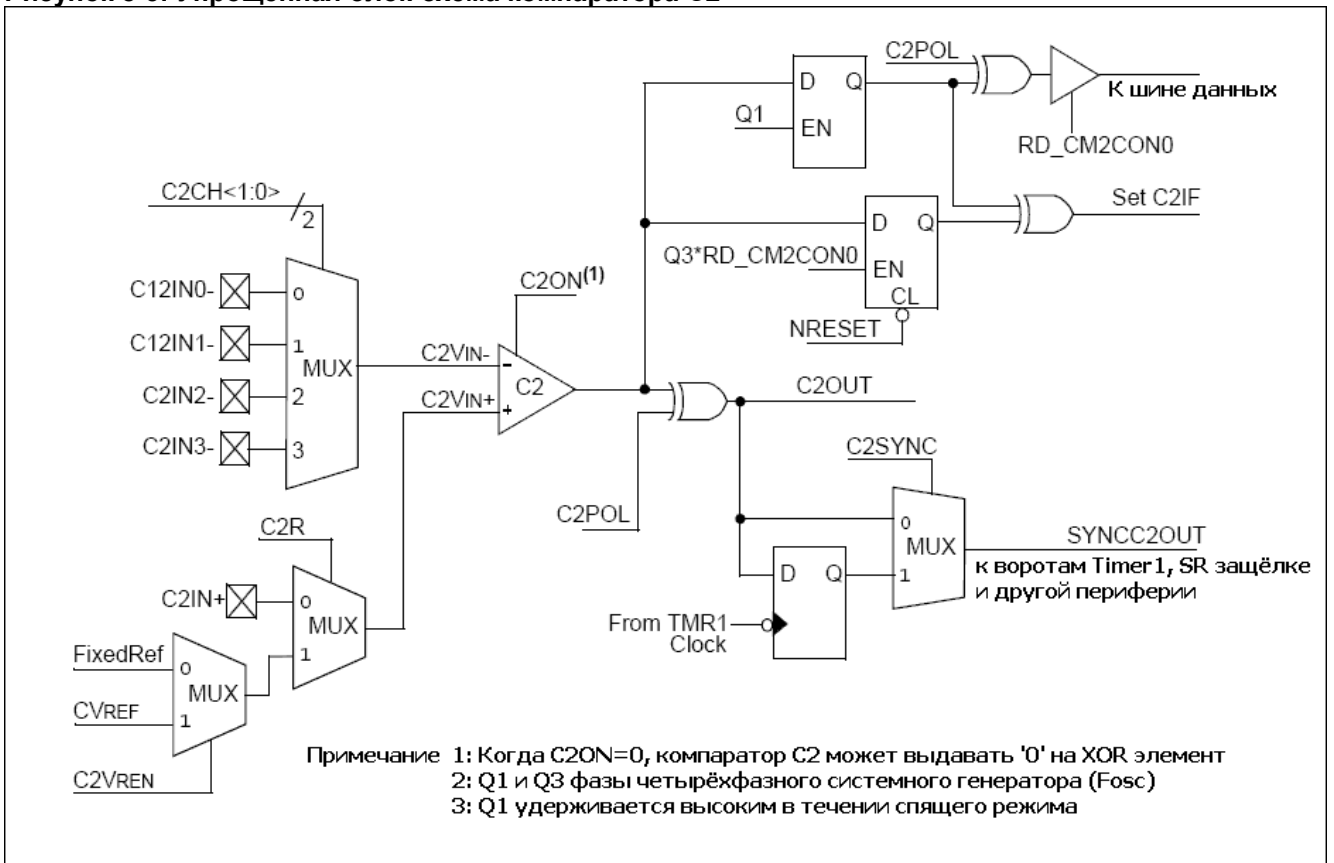 C2POL
D Q
К шине данных
Q1
EN
RD_CM2CON0
C2CH<1:0>
2
Set C2IF
D Q
Q3*RD_CM2CON0
EN
CL
C2ON(1)
NRESET
C12IN0-
0
C12IN1-
1
MUX
C2IN2-
2
C2IN3-
3
C2VIN-
-
C2
C2VIN+
+
C2OUT
C2SYNC
C2POL
C2R
0
MUX
1
SYNCC2OUT
к воротам Timer1, SR защёлке
и другой периферии
D Q
From TMR1
Clock
C2IN+
0
MUX
1
FixedRef
0
MUX
CVREF
1
C2VREN
Примечание 1: Когда C2ON=0, компаратор C2 может выдавать '0' на XOR элемент
2: Q1 и Q3 фазы четырёхфазного системного генератора (Fosc)
3: Q1 удерживается высоким в течении спящего режима